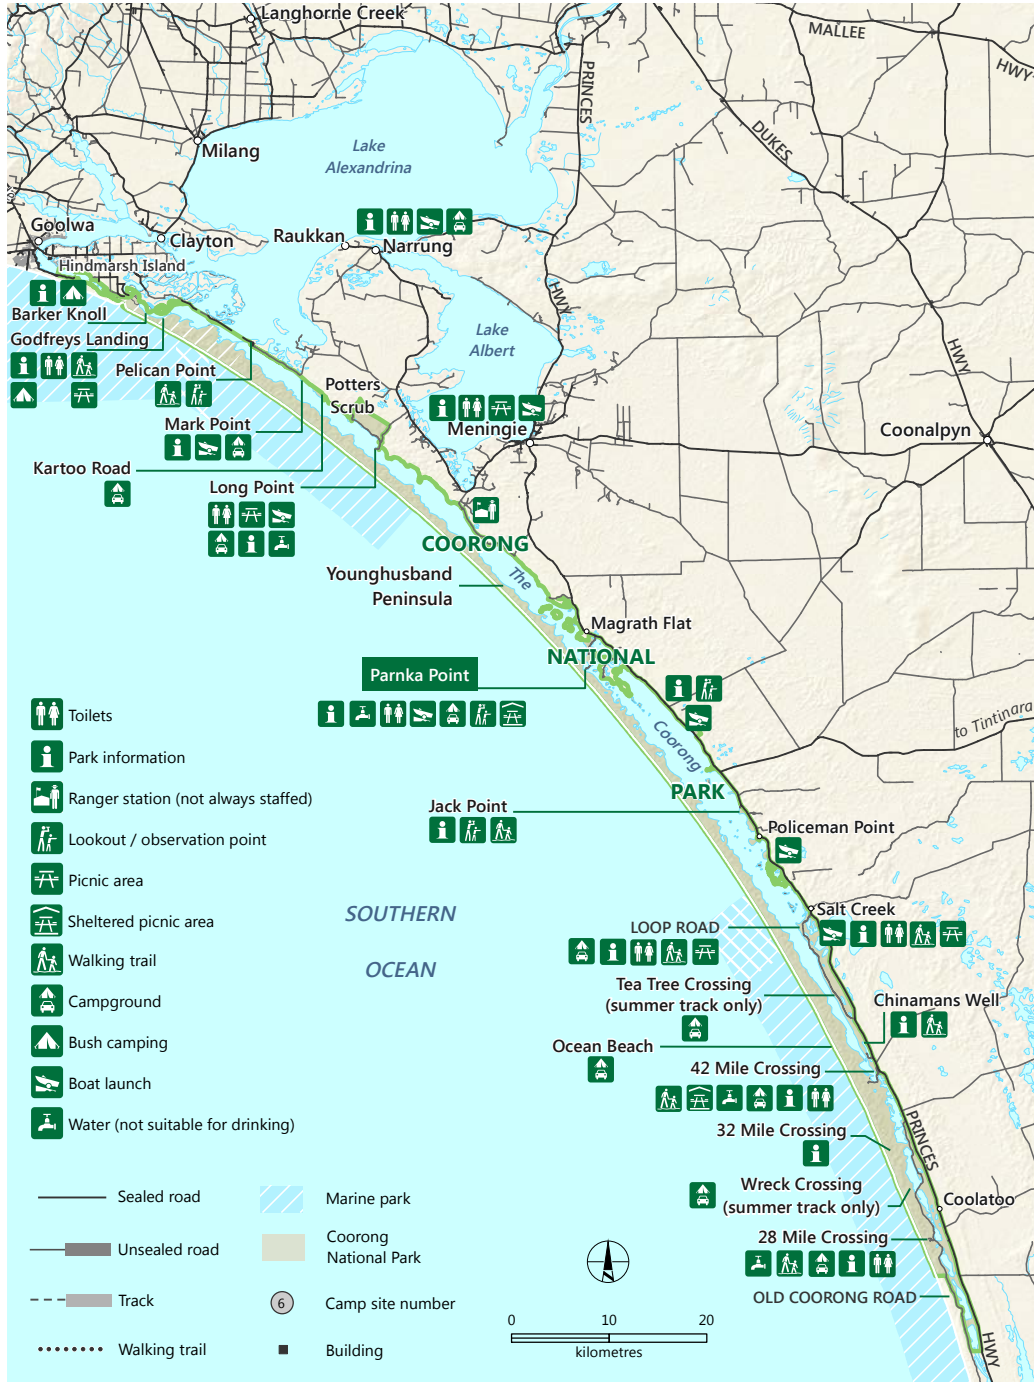 Langhorne Creek
MALLEE
HWY
PRINCES
DUKES
Milang
Lake
Alexandrina
Goolwa
Clayton
Raukkan
Narrung
Hindmarsh Island
HWY
Barker Knoll
Godfreys Landing
Lake
Albert
HWY
Pelican Point
Potters
Scrub
Mark Point
Meningie
Coonalpyn
Kartoo Road
Long Point
COORONG
The
Younghusband
Peninsula
Magrath Flat
NATIONAL
Parnka Point
Coorong
to Tintinara
PARK
Jack Point
Policeman Point
Salt Creek
SOUTHERN
OCEAN
LOOP ROAD
Tea Tree Crossing
(summer track only)
Chinamans Well
Ocean Beach
42 Mile Crossing
32 Mile Crossing
PRINCES
Wreck Crossing
(summer track only)
Coolatoo
28 Mile Crossing
OLD COORONG ROAD
HWY
Toilets
Park information
Ranger station (not always staffed)
Lookout / observation point
Picnic area
Sheltered picnic area
Walking trail
Campground
Bush camping
Boat launch
Water (not suitable for drinking)
Sealed road
Unsealed road
Track
Walking trail
Marine park
Coorong
National Park
6
Camp site number
Building
0 10 20
kilometres